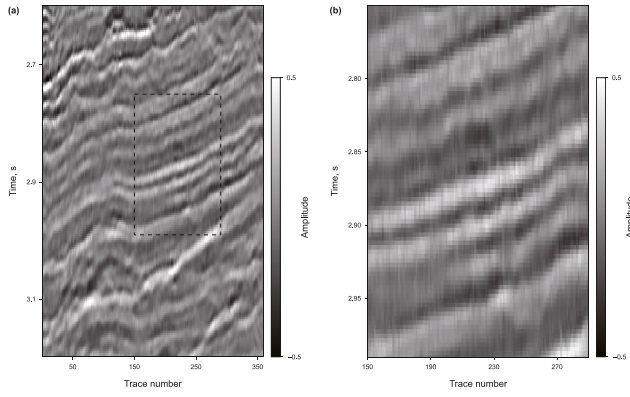 (a)
(b)
0.5
0.5
2.7
2.9
3.1
2.80
2.85
2.90
2.95
Time, s
Time, s
Amplitude
−0.5
−0.5
50 150 250 350
150 190 230 270
Trace number
Trace number